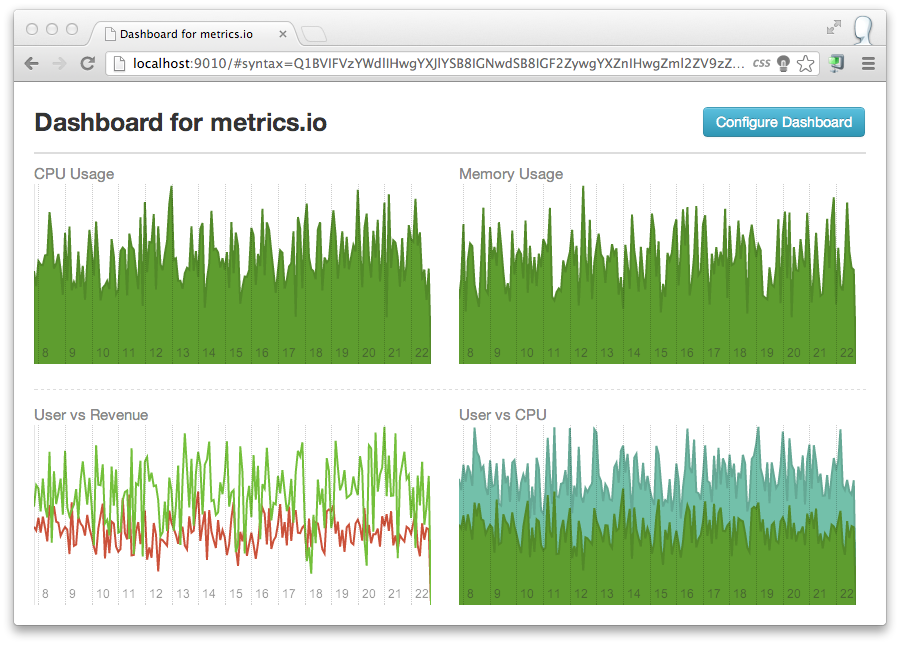 Dashboard for metrics.io
localhost:9010/#syntax=Q1BVIFVzYWdlIHwgYXJlYSB8IGNwdSB8IGF2ZywgYXZnIHwgZml2ZV9zZ... css
Dashboard for metrics.io
Configure Dashboard
CPU Usage
8 9 10 11 12 13 14 15 16 17 18 19 20 21 22
Memory Usage
8 9 10 11 12 13 14 15 16 17 18 19 20 21 22
User vs Revenue
8 9 10 11 12 13 14 15 16 17 18 19 20 21 22
User vs CPU
8 9 10 11 12 13 14 15 16 17 18 19 20 21 22